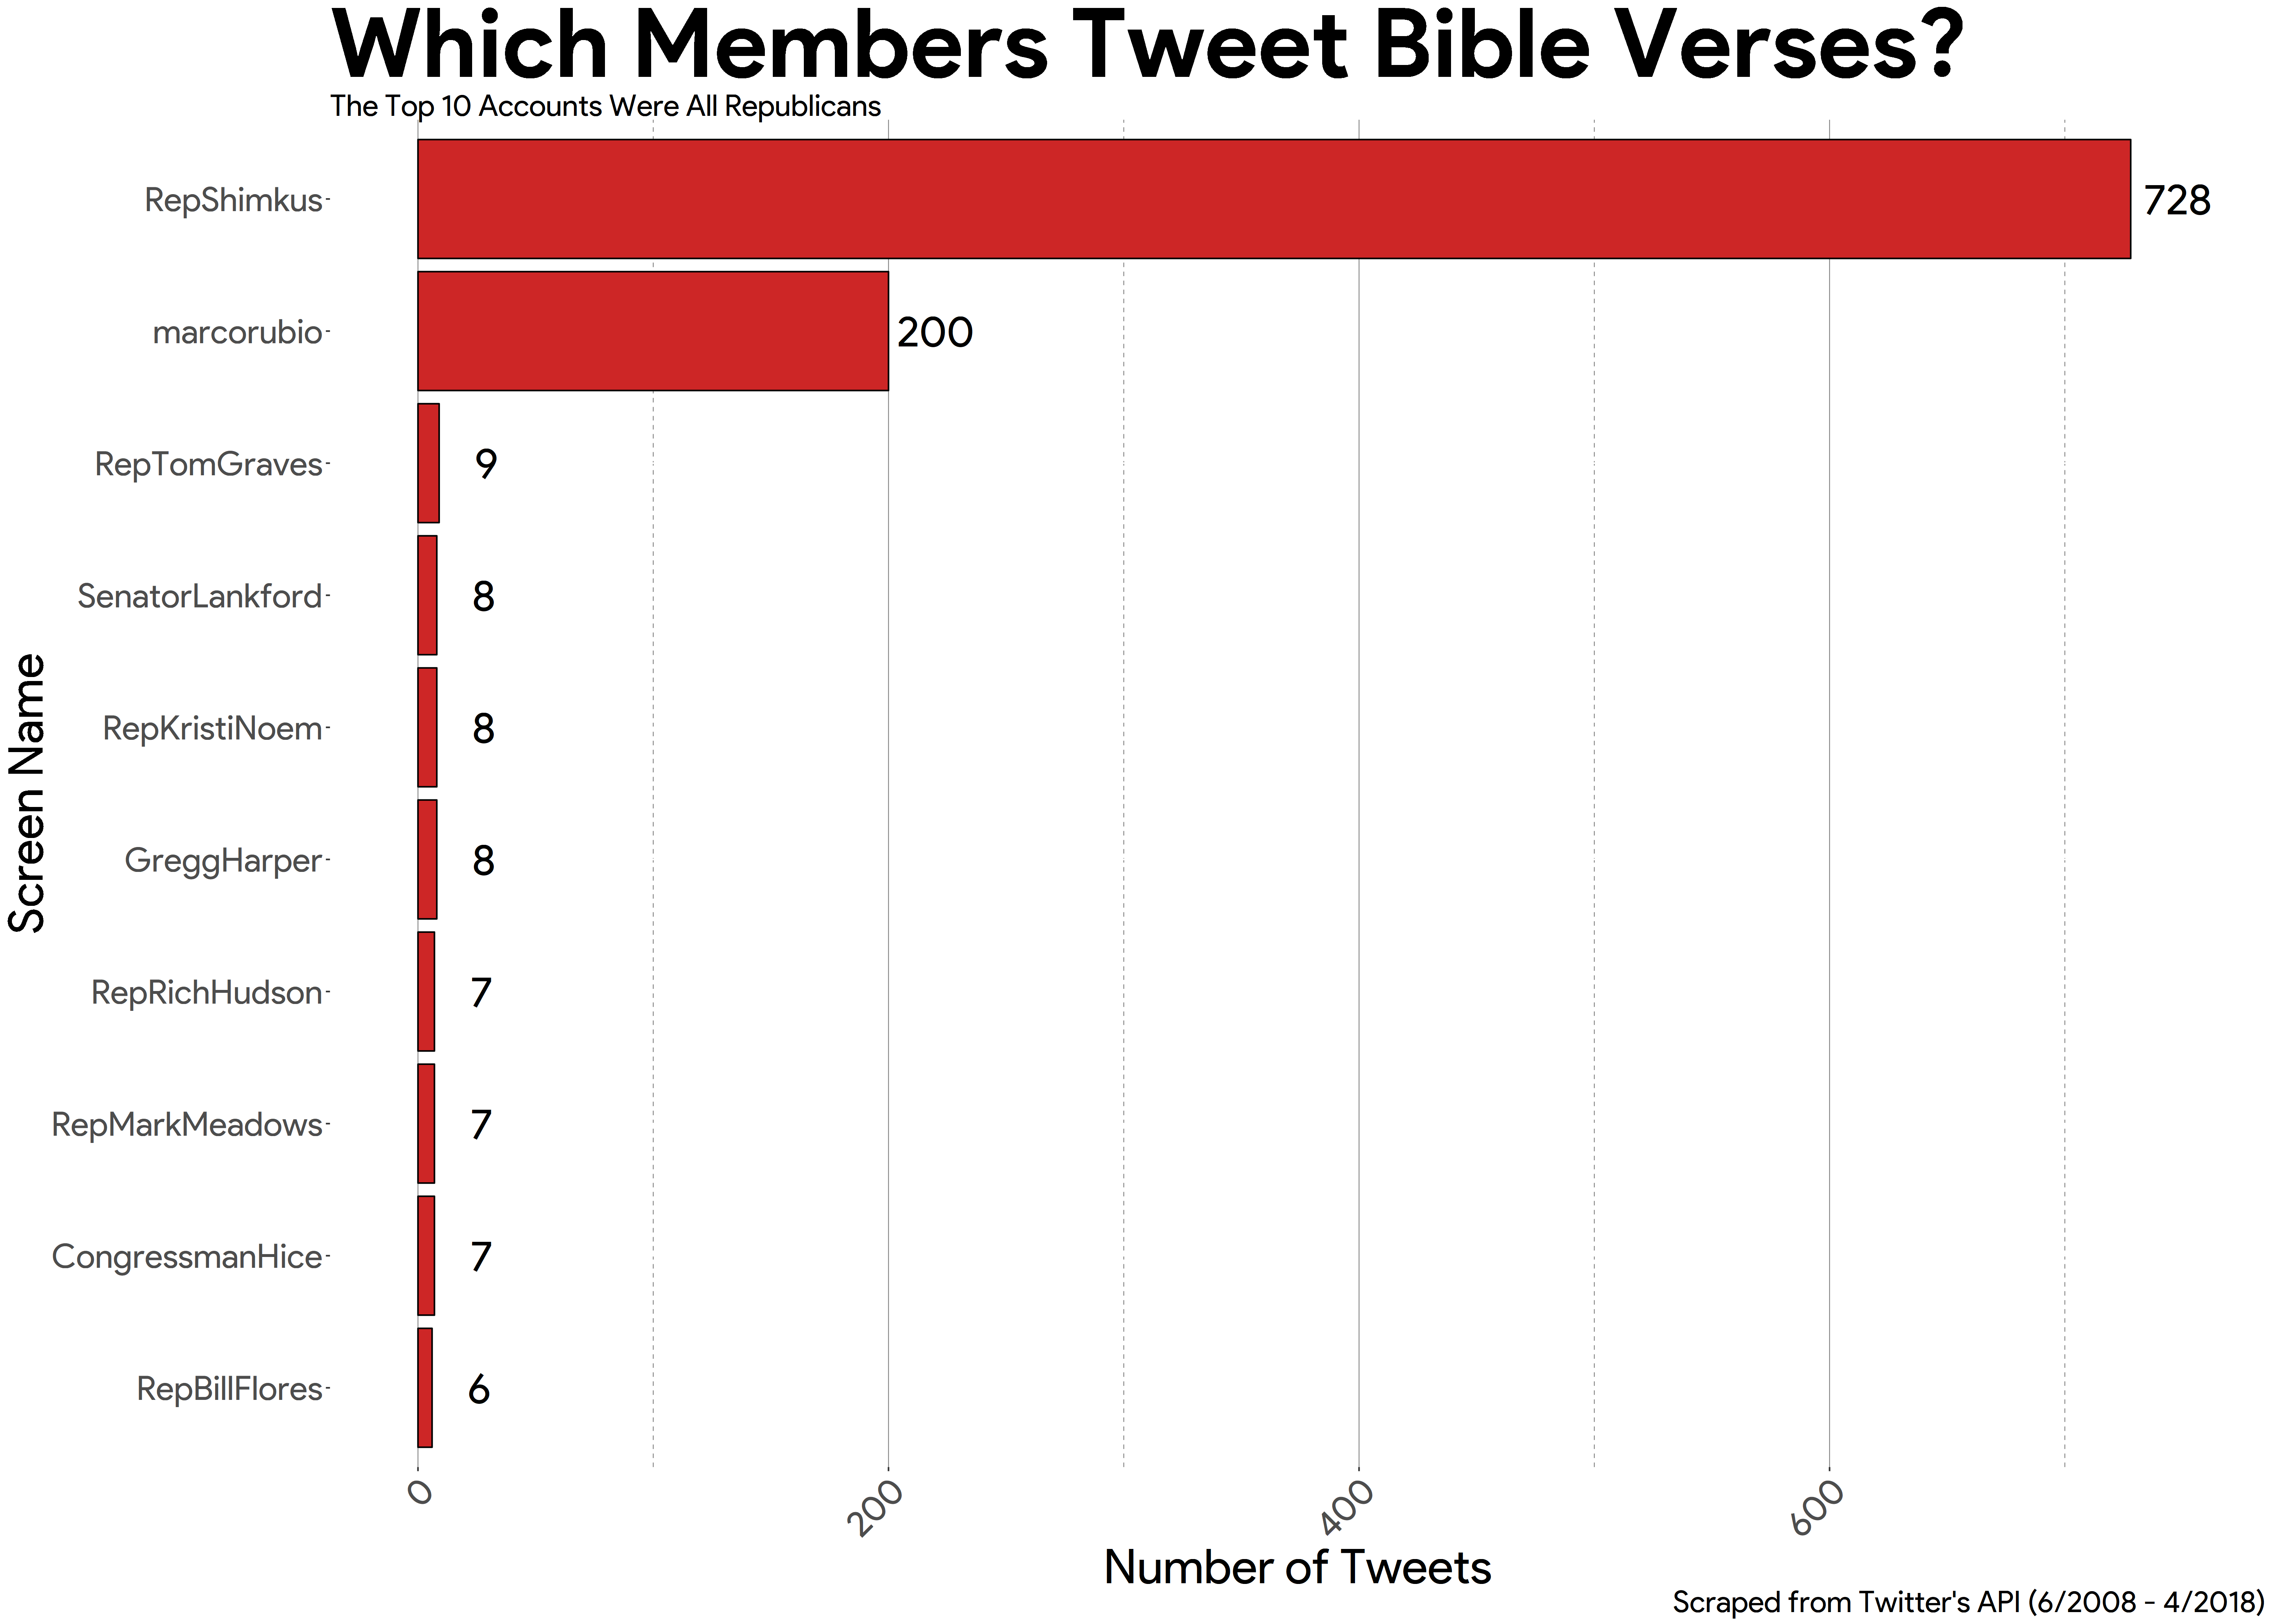 Which Members Tweet Bible Verses?
The Top 10 Accounts Were All Republicans
RepShimkus
728
marcorubio
200
RepTomGraves
9
SenatorLankford
8
RepKristiNoem
8
GreggHarper
8
RepRichHudson
7
RepMarkMeadows
7
CongressmanHice
7
RepBillFlores
6
Screen Name
0
200
400
600
Number of Tweets
Scraped from Twitter's API (6/2008 - 4/2018)